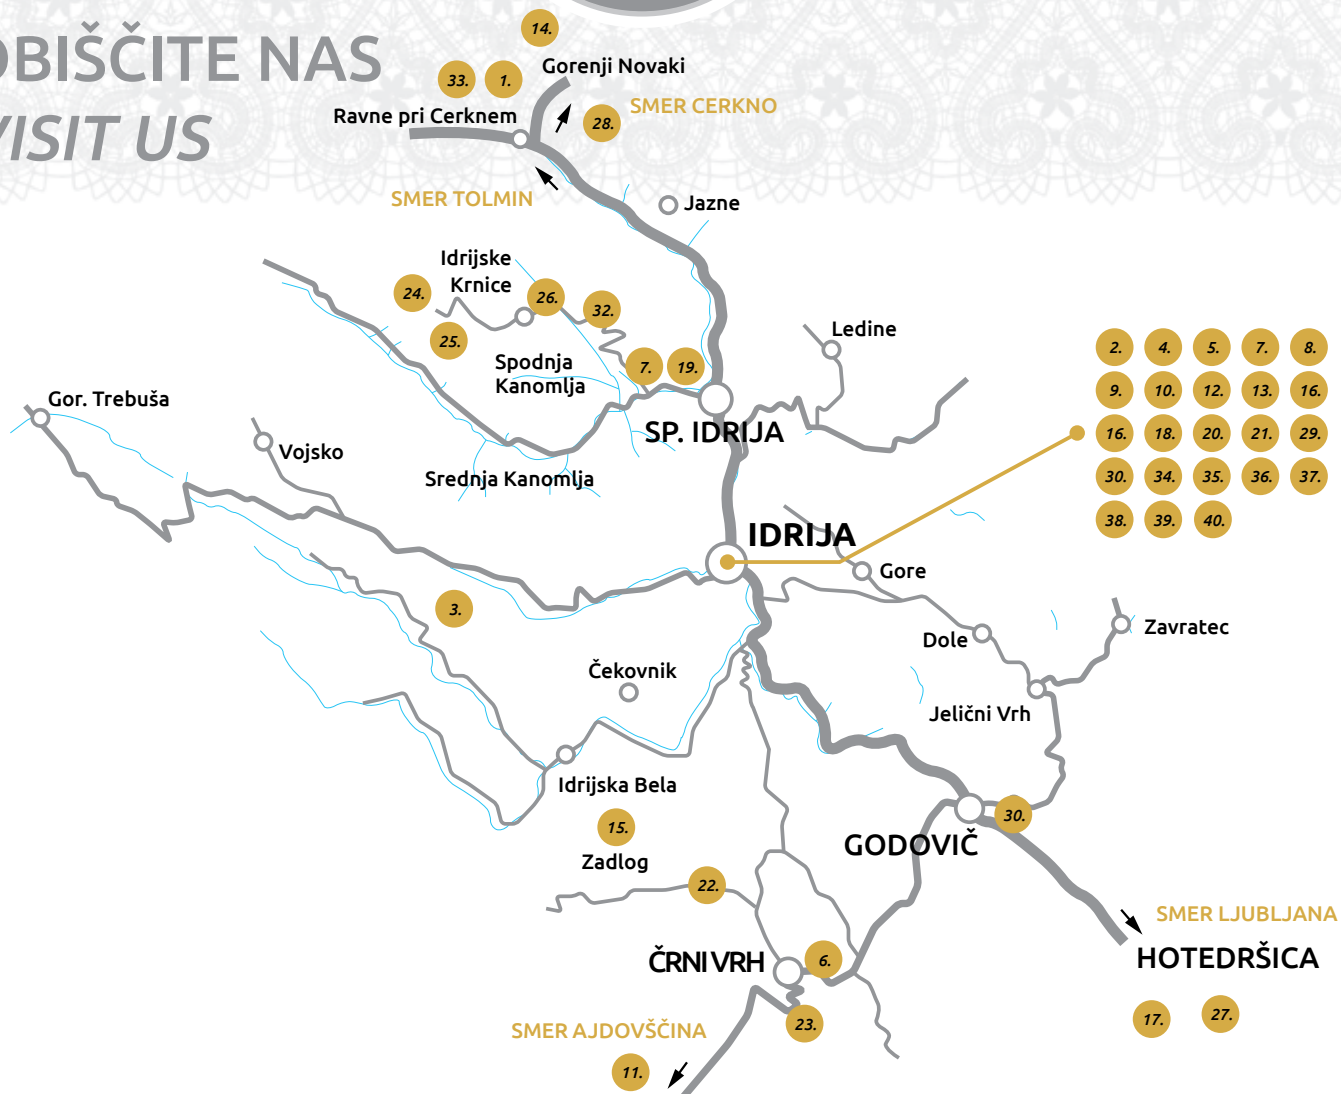 OBIŠČITE NAS
VISIT US
14.
Gorenji Novaki
33. 1.
Ravne pri Cerknem
28.
SMER CERKNO
SMER TOLMIN
Jazne
Idrijske
Krnice
24.
26.
32.
25.
Spodnja
Kanomlja
7. 19.
Ledine
2. 4. 5. 7. 8.
9. 10. 12. 13. 16.
16. 18. 20. 21. 29.
30. 34. 35. 36. 37.
38. 39. 40.
Gor. Trebuša
Vojsko
SP. IDRIJA
Srednja Kanomlja
IDRIJA
Gore
3.
Dole
Zavratec
Čekovnik
Jelični Vrh
Idrijska Bela
15.
Zadlog
30.
GODOVIČ
22.
SMER LJUBLJANA
HOTEDRŠICA
ČRNI VRH
6.
23.
17. 27.
SMER AJDOVŠČINA
11.